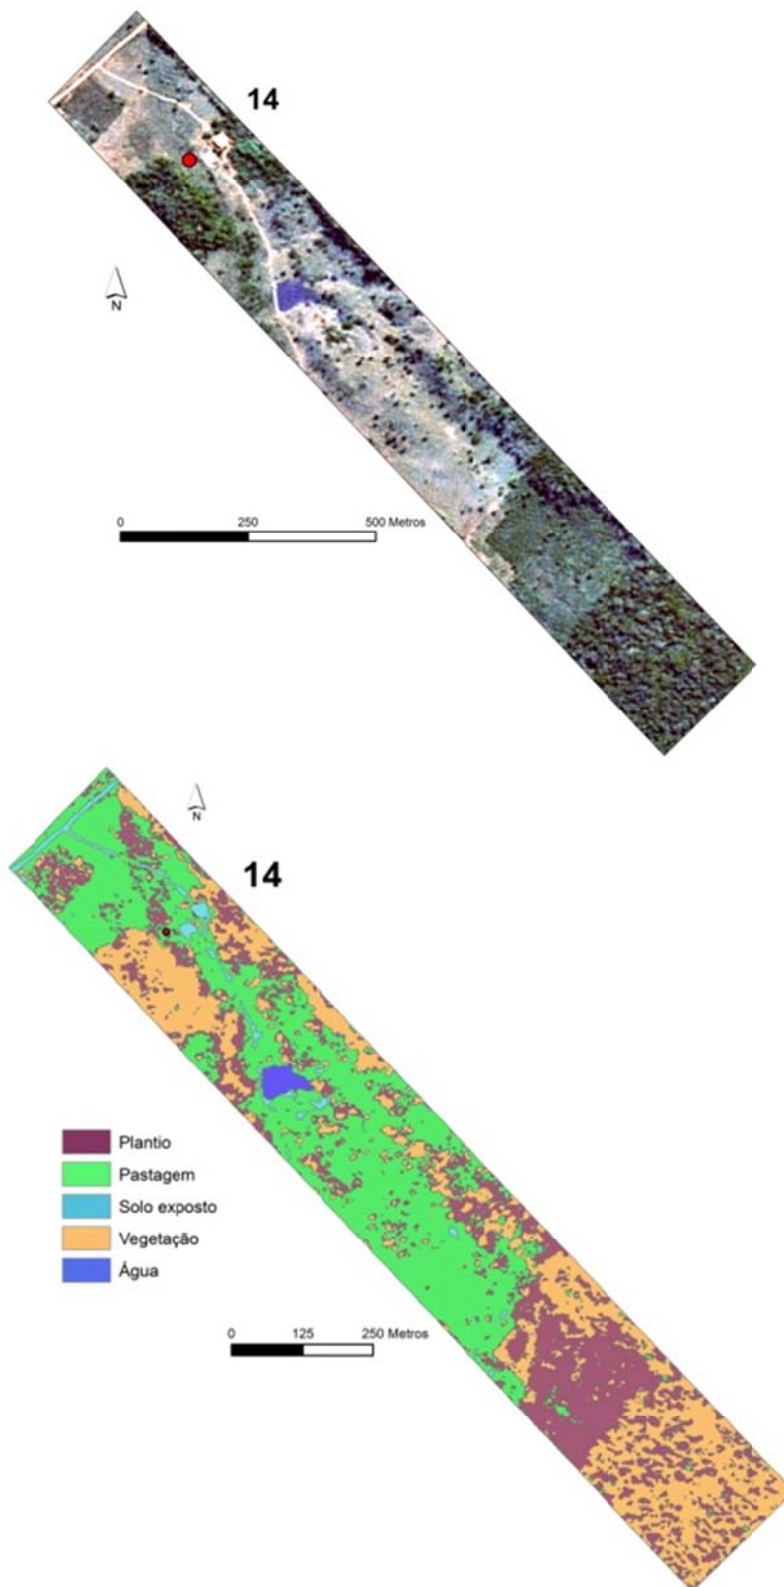 14
N
0 250 500 Metros
N
14
Plantio
Pastagem
Solo exposto
Vegetação
Água
0 125 250 Metros